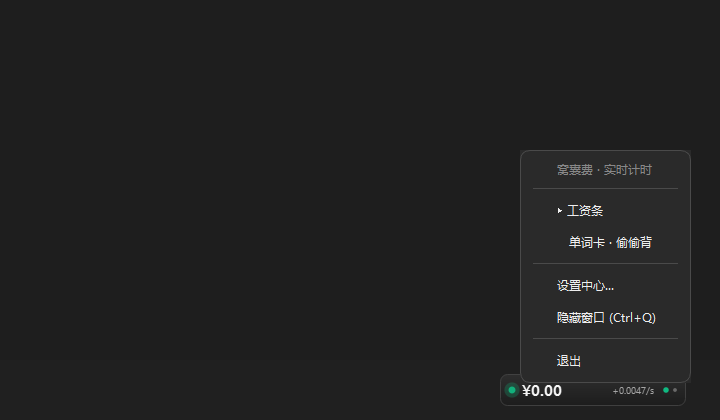 窝囊费 · 实时计时
▸ 工资条
单词卡 · 偷偷背
设置中心...
隐藏窗口 (Ctrl+Q)
退出
¥0.00 +0.0047/s